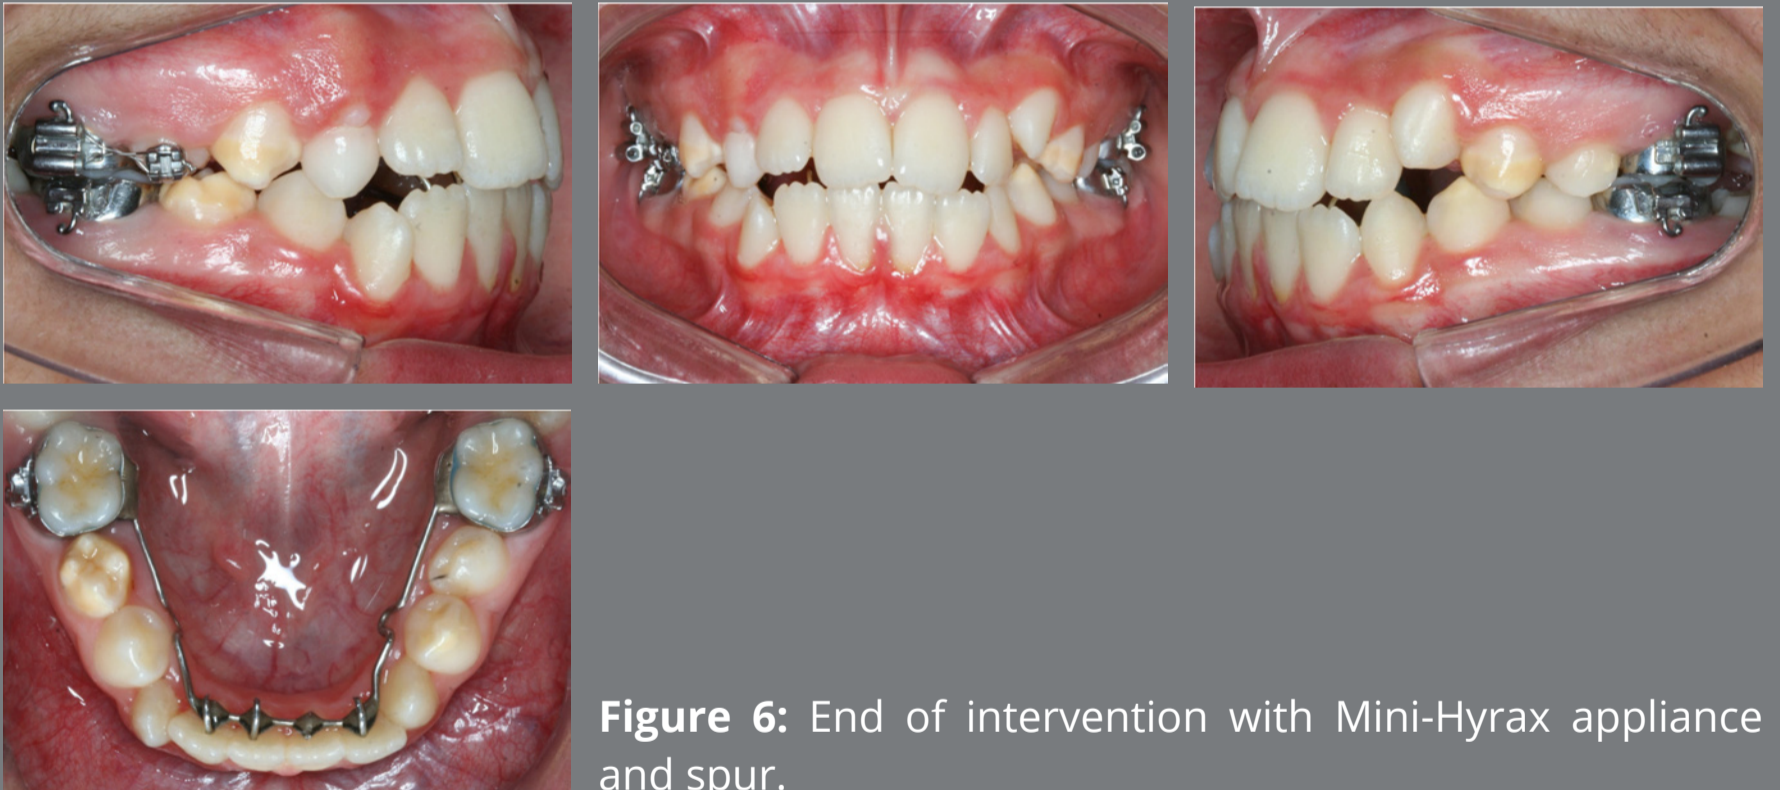 Figure 6: End of intervention with Mini-Hyrax appliance
and spur.